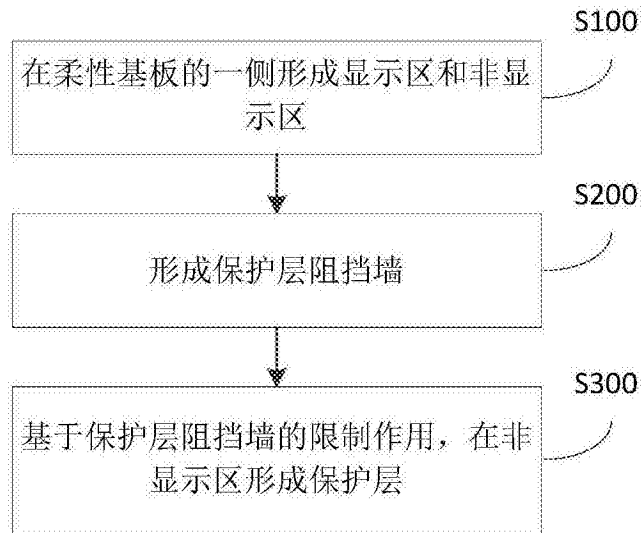 S100
在柔性基板的一侧形成显示区和非显
示区
S200
形成保护层阻挡墙
S300
基于保护层阻挡墙的限制作用，在非
显示区形成保护层